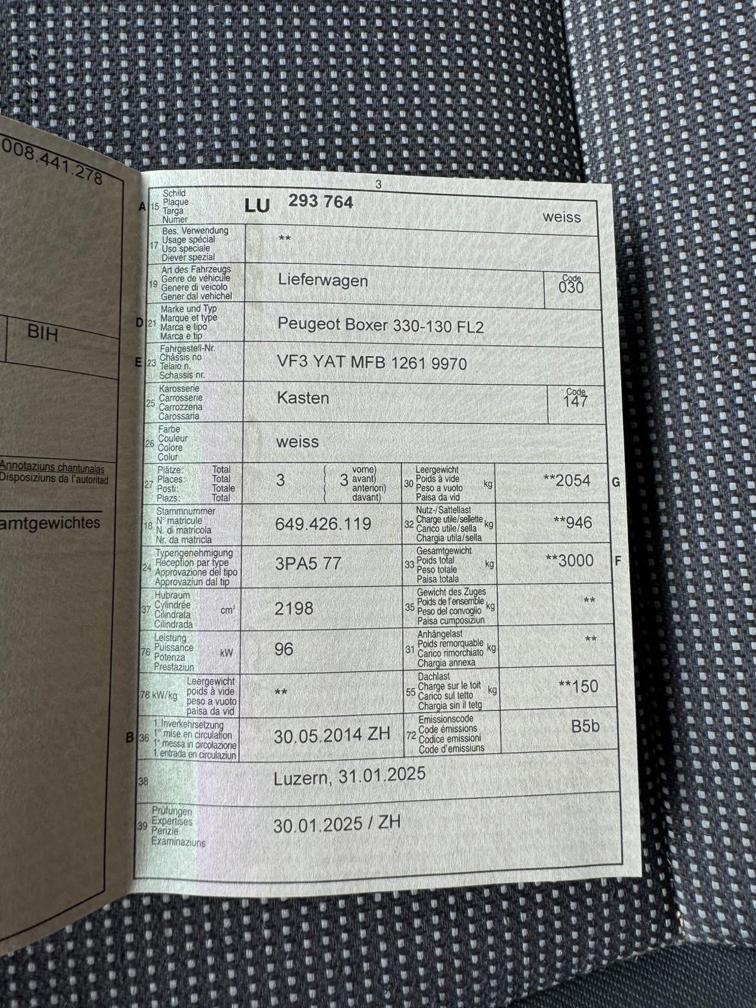 008.441.278
BIH
Annotaziuns chantunalas
Disposiziuns da l'autoritad
amtgewichtes
3
A 15 Schild
Plaque
Targa
Numer
LU 293 764 weiss
17 Bes. Verwendung
Usage spécial
Uso speciale
Diever spezial
**
19 Art des Fahrzeugs
Genre de véhicule
Genere di veicolo
Gener dal vehichel
Lieferwagen
Code
030
D 21 Marke und Typ
Marque et type
Marca e tipo
Marca e tip
Peugeot Boxer 330-130 FL2
E 23 Fahrgestell-Nr.
Châssis no
Telaio n.
Schassis nr.
VF3 YAT MFB 1261 9970
25 Karosserie
Carrosserie
Carrozzeria
Carossaria
Kasten
Code
147
26 Farbe
Couleur
Colore
Colur
weiss
27 Plätze: Total
Places: Total
Posti: Totale
Plazs: Total
3
3
vorne)
avant)
anteriori)
davant)
30 Leergewicht
Poids à vide
Peso a vuoto
Paisa da vid
kg
**2054 G
18 Stammnummer
N° matricule
N. di matricola
Nr. da matricla
649.426.119
32 Nutz-/Sattellast
Charge utile/sellette
Carico utile/sella
Chargia utila/sella
kg
**946
24 Typengenehmigung
Réception par type
Approvazione del tipo
Approvaziun dal tip
3PA5 77
33 Gesamtgewicht
Poids total
Peso totale
Paisa totala
kg
**3000 F
37 Hubraum
Cylindrée
Cilindrata
Cilindrada
cm³
2198
35 Gewicht des Zuges
Poids de l'ensemble
Peso del convoglio
Paisa cumposiziun
kg
**
76 Leistung
Puissance
Potenza
Prestaziun
kW
96
31 Anhängelast
Poids remorquable
Carico rimorchiato
Chargia annexa
kg
**
78 kW/kg Leergewicht
poids à vide
peso a vuoto
paisa da vid
**
55 Dachlast
Charge sur le toit
Carico sul tetto
Chargia sin il tetg
kg
**150
B 36 1. Inverkehrsetzung
1re mise en circulation
1a messa in circolazione
1. entrada en circulaziun
30.05.2014 ZH
72 Emissionscode
Code émissions
Codice emissioni
Code d'emissiuns
B5b
38
Luzern, 31.01.2025
39 Prüfungen
Expertises
Perizie
Examinaziuns
30.01.2025 / ZH